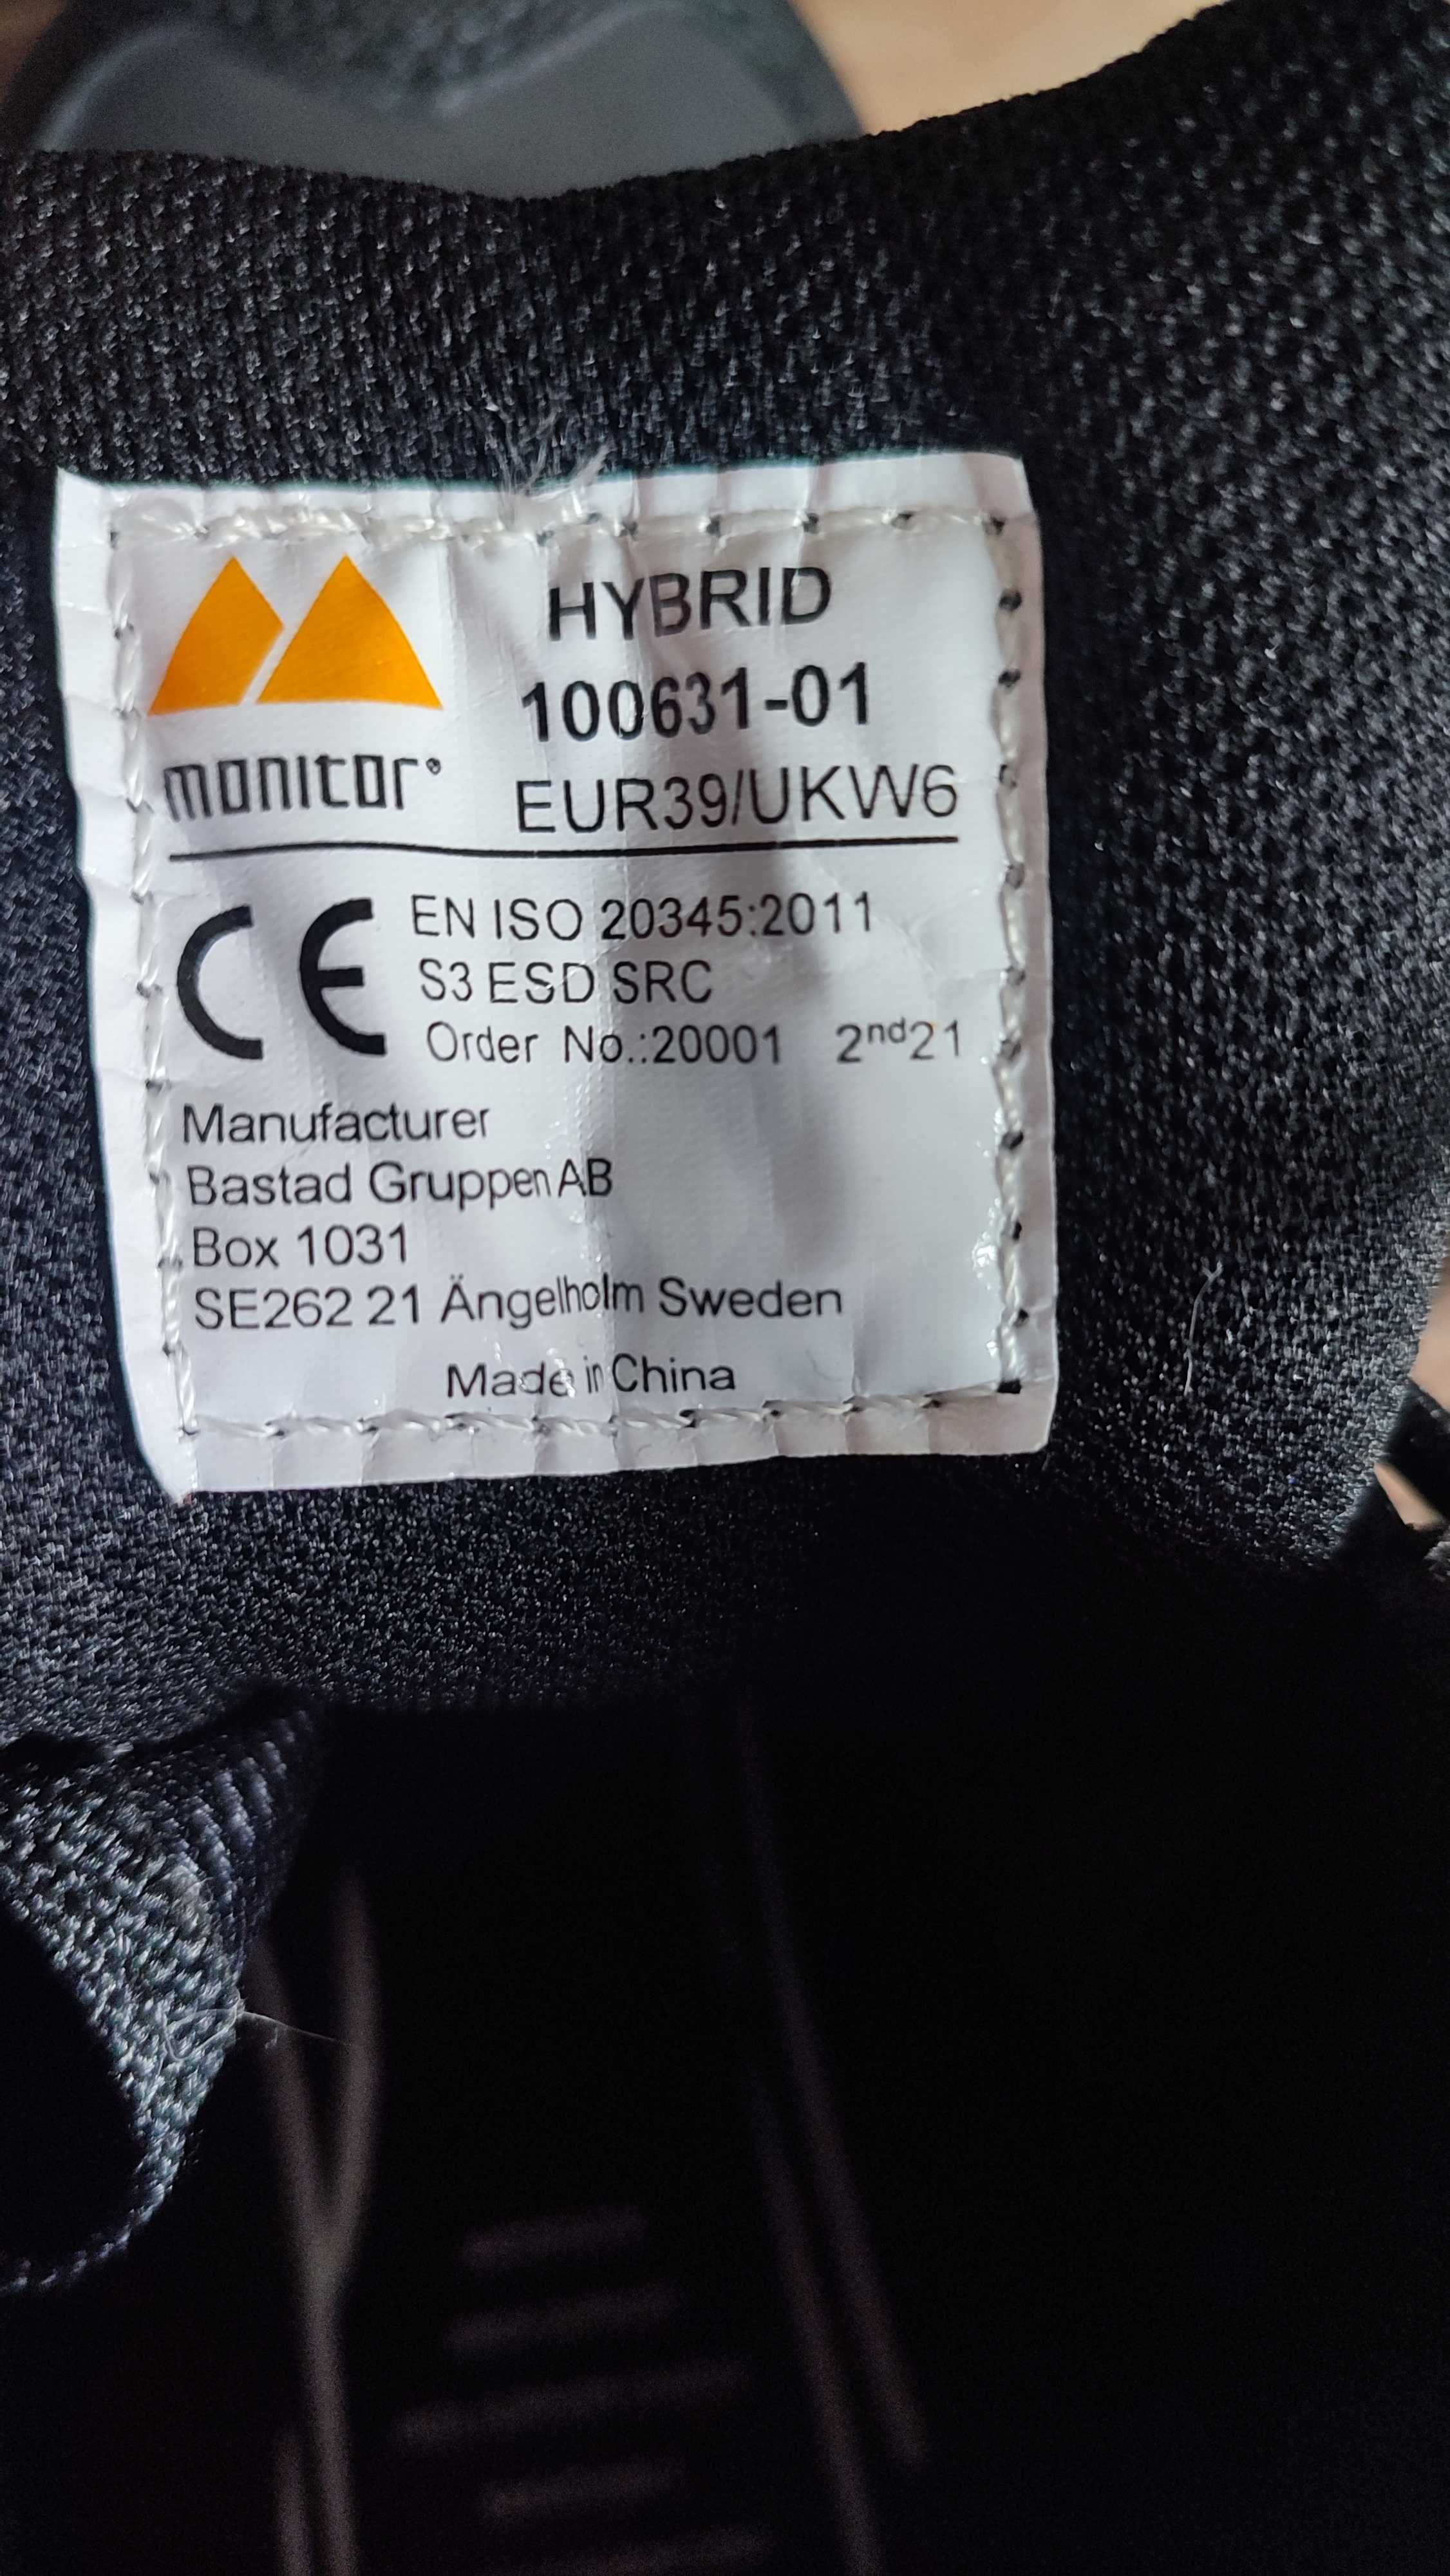 HYBRID
100631-01
monitor®
EUR39/UKW6
CE
EN ISO 20345:2011
S3 ESD SRC
Order No.:20001 2nd21
Manufacturer
Bastad Gruppen AB
Box 1031
SE262 21 Ängelholm Sweden
Made in China